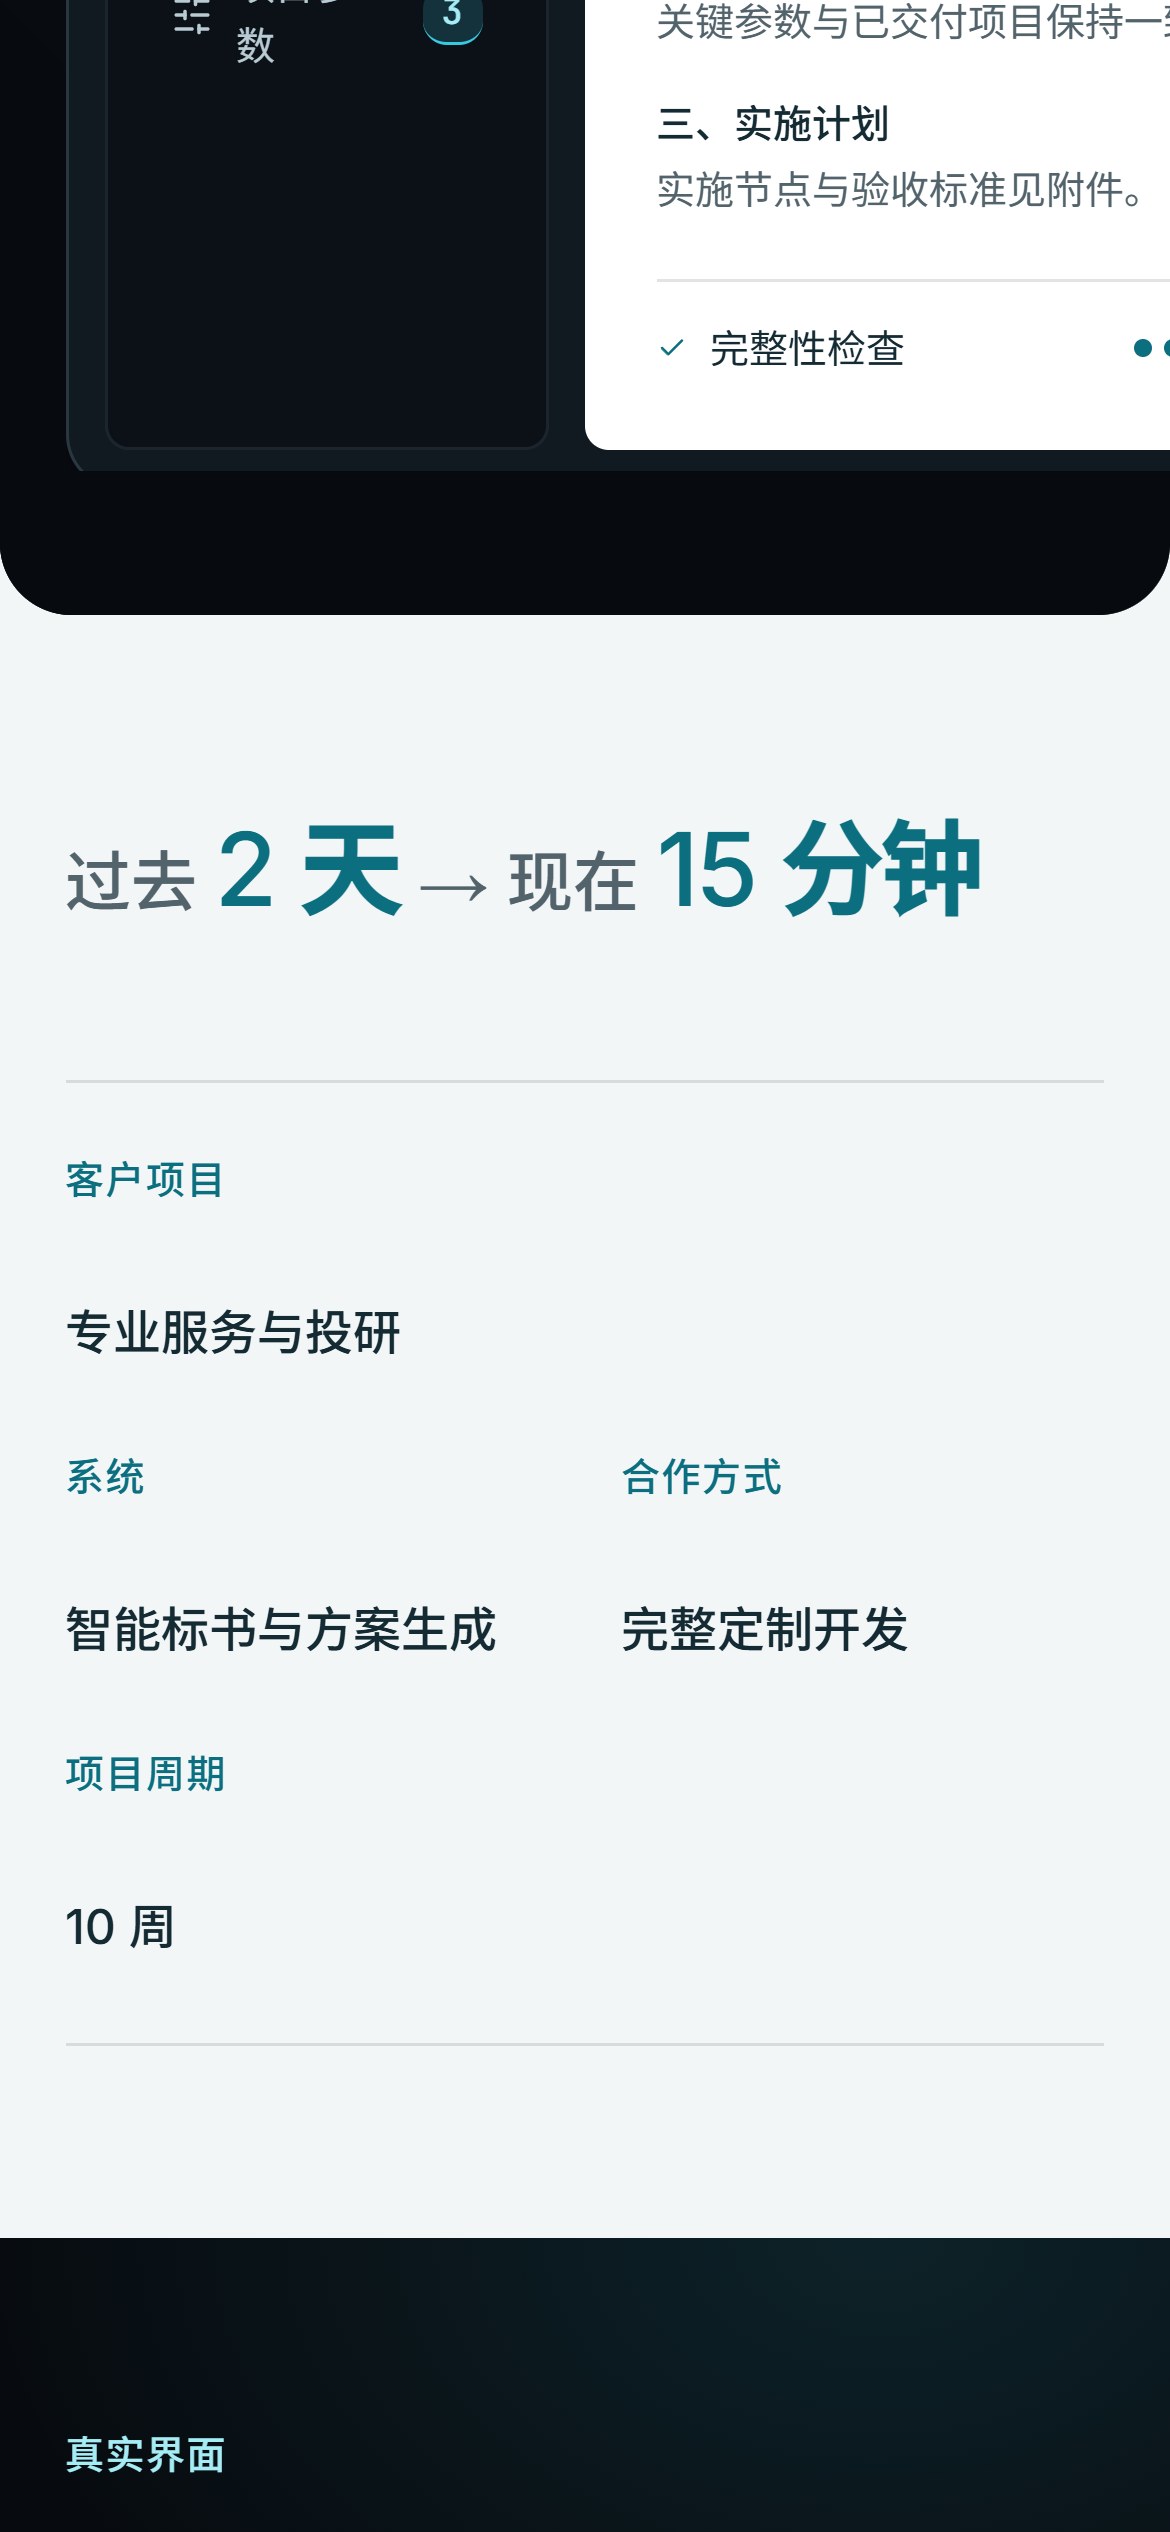 数
3
关键参数与已交付项目保持一
三、实施计划
实施节点与验收标准见附件。
完整性检查
过去 2 天 → 现在 15 分钟
客户项目
专业服务与投研
系统
合作方式
智能标书与方案生成
完整定制开发
项目周期
10 周
真实界面